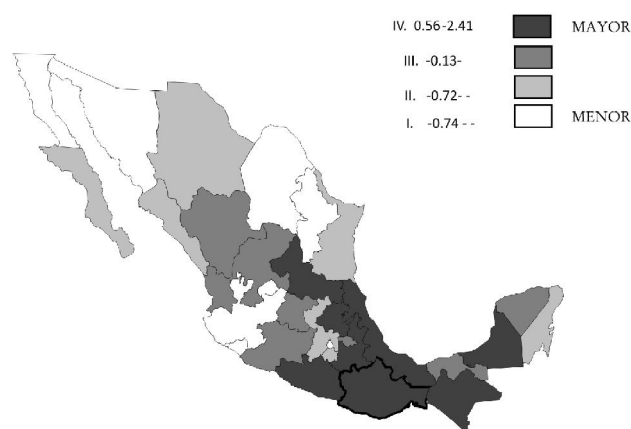 IV. 0.56-2.41 MAYOR
III. -0.13-
II. -0.72- -
I. -0.74 - - MENOR